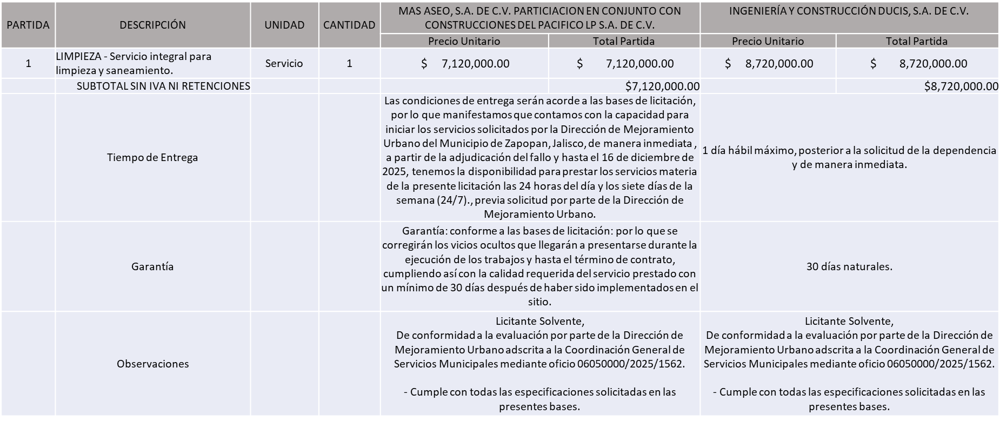 PARTIDA
DESCRIPCIÓN
UNIDAD
CANTIDAD
MAS ASEO, S.A. DE C.V. PARTICIACION EN CONJUNTO CON
CONSTRUCCIONES DEL PACIFICO LP S.A. DE C.V.
INGENIERÍA Y CONSTRUCCIÓN DUCIS, S.A. DE C.V.
Precio Unitario
Total Partida
Precio Unitario
Total Partida
1
LIMPIEZA - Servicio integral para
limpieza y saneamiento.
Servicio
1
$ 7,120,000.00
$ 7,120,000.00
$ 8,720,000.00
$ 8,720,000.00
SUBTOTAL SIN IVA NI RETENCIONES
$7,120,000.00
$8,720,000.00
Tiempo de Entrega
Las condiciones de entrega serán acorde a las bases de licitación,
por lo que manifestamos que contamos con la capacidad para
iniciar los servicios solicitados por la Dirección de Mejoramiento
Urbano del Municipio de Zapopan, Jalisco, de manera inmediata ,
a partir de la adjudicación del fallo y hasta el 16 de diciembre de
2025, tenemos la disponibilidad para prestar los servicios materia
de la presente licitación las 24 horas del día y los siete días de la
semana (24/7)., previa solicitud por parte de la Dirección de
Mejoramiento Urbano.
1 día hábil máximo, posterior a la solicitud de la dependencia
y de manera inmediata.
Garantía
Garantía: conforme a las bases de licitación: por lo que se
corregirán los vicios ocultos que llegarán a presentarse durante la
ejecución de los trabajos y hasta el término de contrato,
cumpliendo así con la calidad requerida del servicio prestado con
un mínimo de 30 días después de haber sido implementados en el
sitio.
30 días naturales.
Observaciones
Licitante Solvente,
De conformidad a la evaluación por parte de la Dirección de
Mejoramiento Urbano adscrita a la Coordinación General de
Servicios Municipales mediante oficio 06050000/2025/1562.
- Cumple con todas las especificaciones solicitadas en las
presentes bases.
Licitante Solvente,
De conformidad a la evaluación por parte de la Dirección de
Mejoramiento Urbano adscrita a la Coordinación General de
Servicios Municipales mediante oficio 06050000/2025/1562.
- Cumple con todas las especificaciones solicitadas en las
presentes bases.